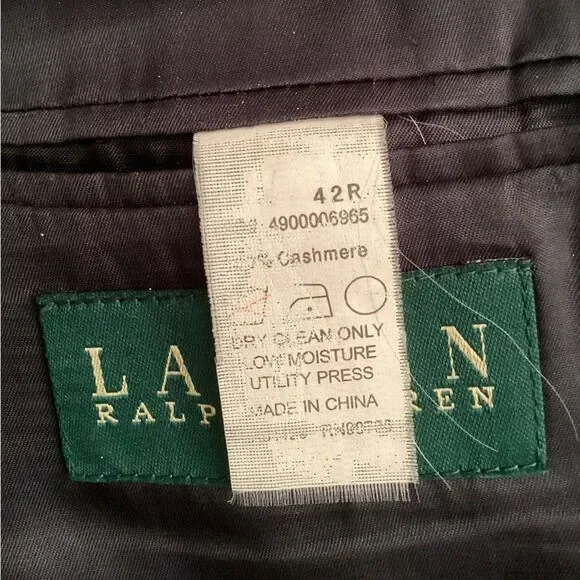 42R
4900006965
% Cashmere
DRY CLEAN ONLY
LOW MOISTURE
UTILITY PRESS
MADE IN CHINA
LA N
RALP REN